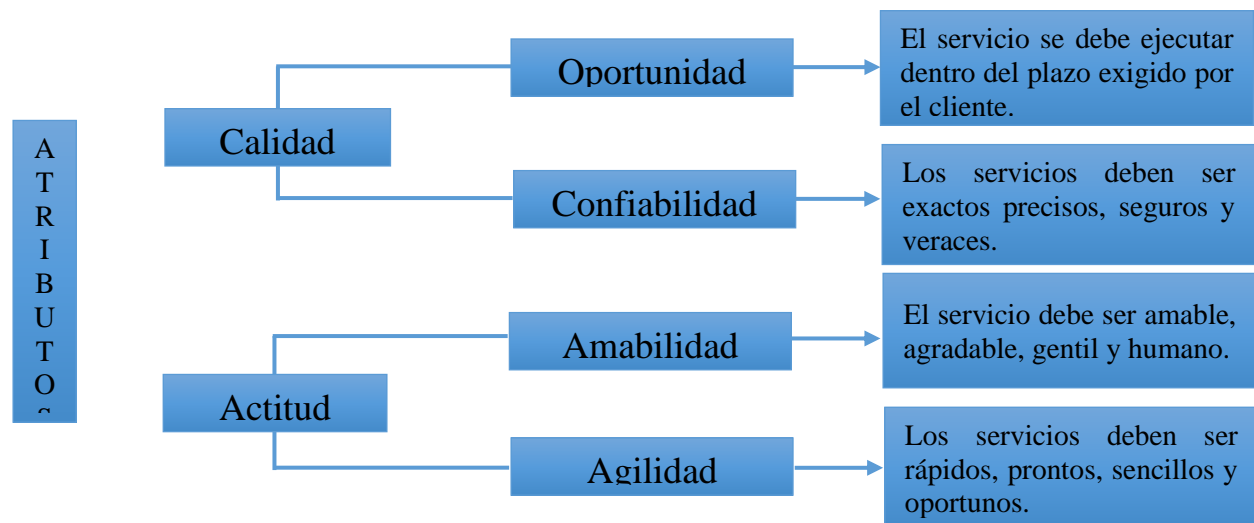 ATRIBUTOS
Calidad
Oportunidad
El servicio se debe ejecutar
dentro del plazo exigido por
el cliente.
Confiabilidad
Los servicios deben ser
exactos precisos, seguros y
veraces.
Actitud
Amabilidad
El servicio debe ser amable,
agradable, gentil y humano.
Agilidad
Los servicios deben ser
rápidos, prontos, sencillos y
oportunos.